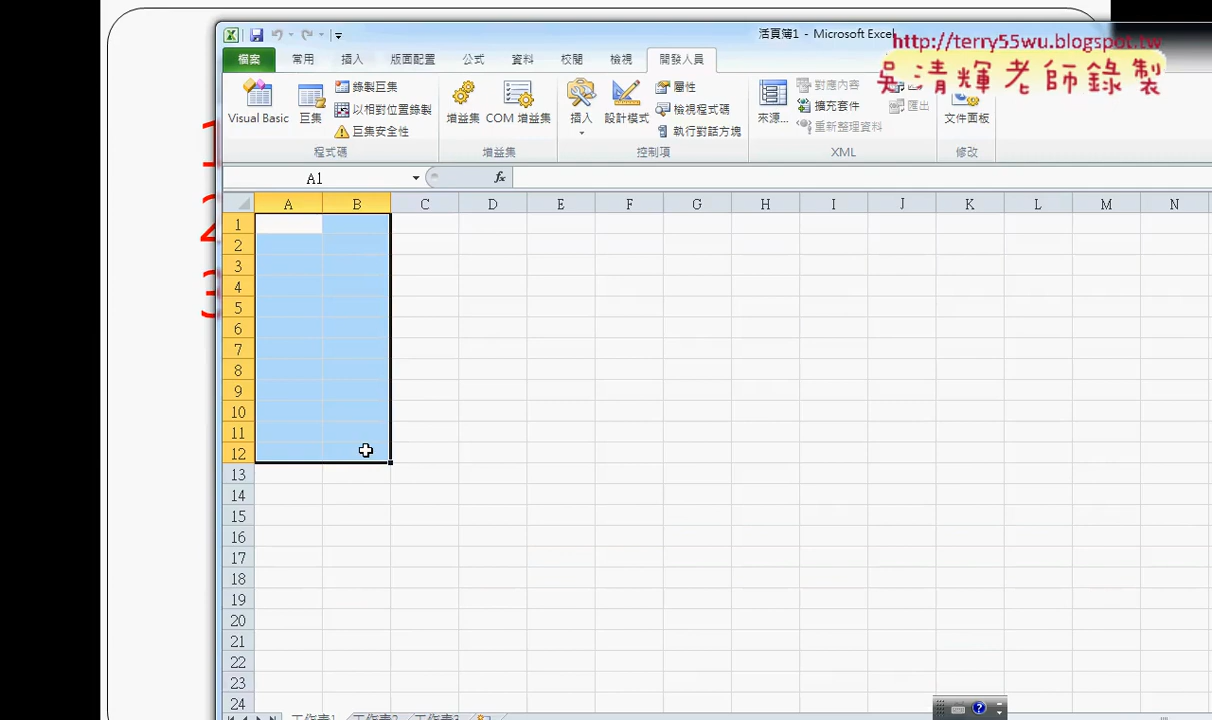 活頁簿1 - Microsoft Excel
http://terry55wu.blogspot.tw
吳清輝老師錄製
檔案 常用 插入 版面配置 公式 資料 校閱 檢視 開發人員
Visual Basic 巨集 錄製巨集 以相對位置錄製 巨集安全性
增益集 COM 增益集
插入 設計模式 屬性 檢視程式碼 執行對話方塊
來源... 對應內容 擴充套件 重新整理資料 匯出
文件面板
程式碼 增益集 控制項 XML 修改
A1 fx
A B C D E F G H I J K L M N
1
2
3
4
5
6
7
8
9
10
11
12
13
14
15
16
17
18
19
20
21
22
23
24
1
2
3
工作表1 工作表2 工作表3